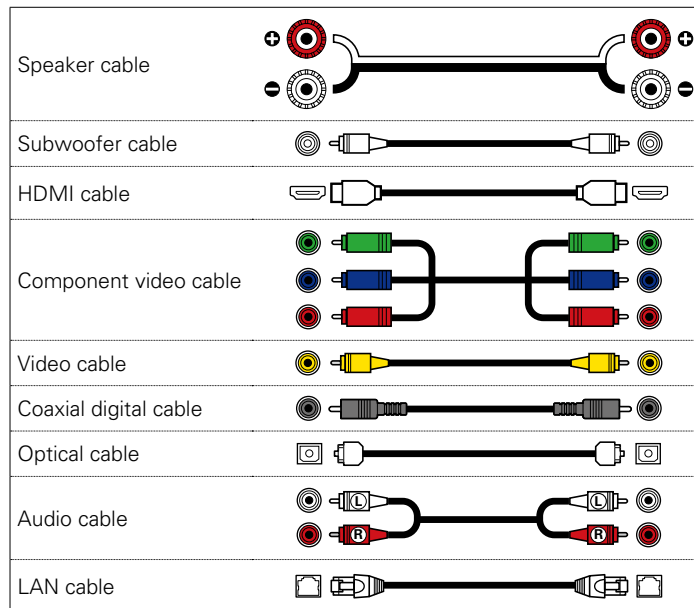 Speaker cable
+ +
− −
Subwoofer cable
HDMI cable
Component video cable
Video cable
Coaxial digital cable
Optical cable
Audio cable
L L
R R
LAN cable